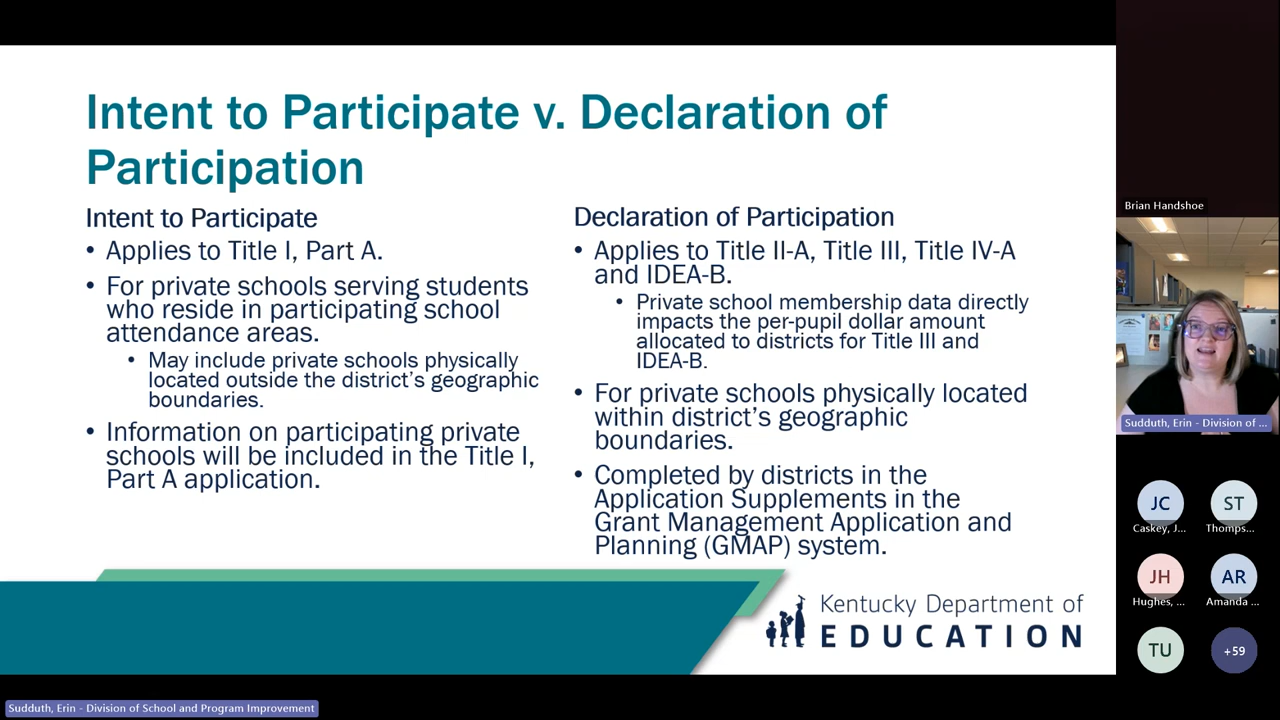 Intent to Participate v. Declaration of
Participation
Intent to Participate
• Applies to Title I, Part A.
• For private schools serving students
who reside in participating school
attendance areas.
• May include private schools physically
located outside the district's geographic
boundaries.
• Information on participating private
schools will be included in the Title I,
Part A application.
Declaration of Participation
• Applies to Title II-A, Title III, Title IV-A
and IDEA-B.
• Private school membership data directly
impacts the per-pupil dollar amount
allocated to districts for Title III and
IDEA-B.
• For private schools physically located
within district's geographic
boundaries.
• Completed by districts in the
Application Supplements in the
Grant Management Application and
Planning (GMAP) system.
Kentucky Department of
EDUCATION
Brian Handshoe
Sudduth, Erin - Division of ...
JC
Caskey, J...
ST
Thomps...
JH
Hughes, ...
AR
Amanda ...
TU
+59
Sudduth, Erin - Division of School and Program Improvement